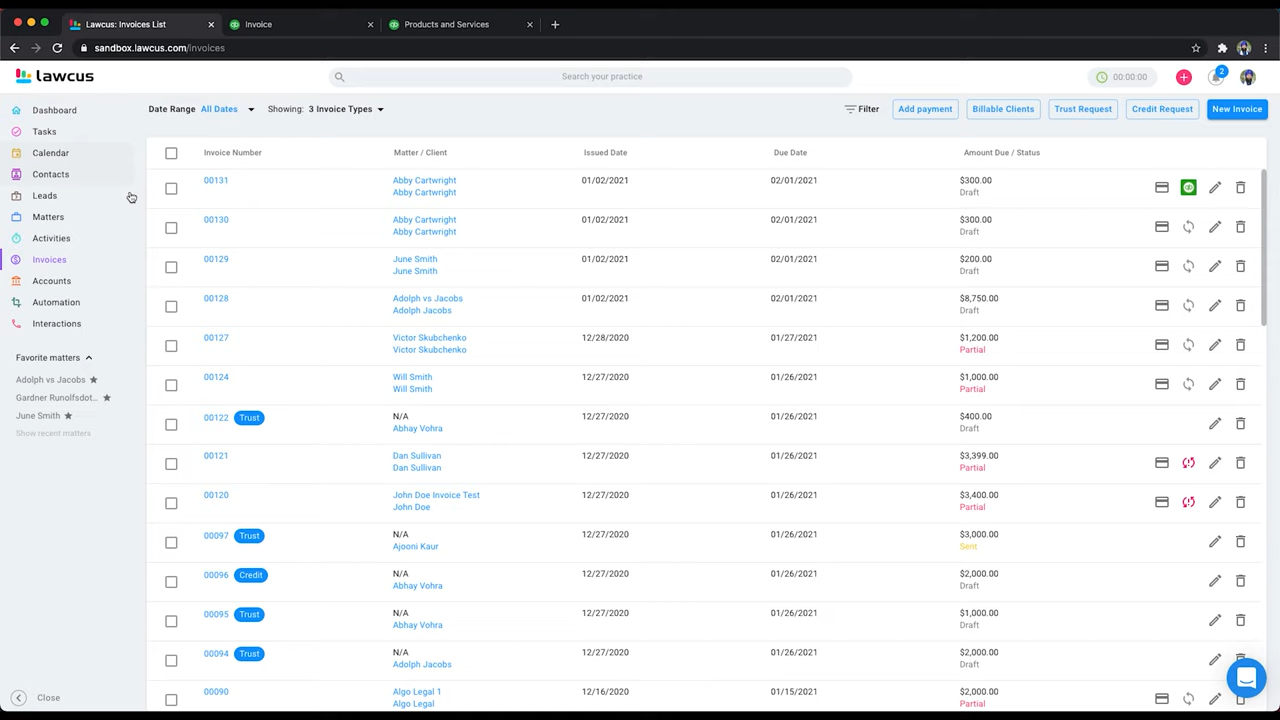 Lawcus: Invoices List
Invoice
Products and Services
sandbox.lawcus.com/invoices
lawcus
Search your practice
00:00:00
2
Dashboard
Tasks
Calendar
Contacts
Leads
Matters
Activities
Invoices
Accounts
Automation
Interactions
Favorite matters
Adolph vs Jacobs
Gardner Runolfsdot...
June Smith
Show recent matters
Close
Date Range All Dates Showing: 3 Invoice Types Filter Add payment Billable Clients Trust Request Credit Request New Invoice
Invoice Number Matter / Client Issued Date Due Date Amount Due / Status
00131 Abby Cartwright 01/02/2021 02/01/2021 $300.00
Abby Cartwright Draft
00130 Abby Cartwright 01/02/2021 02/01/2021 $300.00
Abby Cartwright Draft
00129 June Smith 01/02/2021 02/01/2021 $200.00
June Smith Draft
00128 Adolph vs Jacobs 01/02/2021 02/01/2021 $8,750.00
Adolph Jacobs Draft
00127 Victor Skubchenko 12/28/2020 01/27/2021 $1,200.00
Victor Skubchenko Partial
00124 Will Smith 12/27/2020 01/26/2021 $1,000.00
Will Smith Partial
00122 Trust N/A 12/27/2020 01/26/2021 $400.00
Abhay Vohra Draft
00121 Dan Sullivan 12/27/2020 01/26/2021 $3,399.00
Dan Sullivan Partial
00120 John Doe Invoice Test 12/27/2020 01/26/2021 $3,400.00
John Doe Partial
00097 Trust N/A 12/27/2020 01/26/2021 $3,000.00
Ajooni Kaur Sent
00096 Credit N/A 12/27/2020 01/26/2021 $2,000.00
Abhay Vohra Draft
00095 Trust N/A 12/27/2020 01/26/2021 $1,000.00
Abhay Vohra Draft
00094 Trust N/A 12/27/2020 01/26/2021 $2,000.00
Adolph Jacobs Draft
00090 Algo Legal 1 12/16/2020 01/15/2021 $2,000.00
Algo Legal Partial